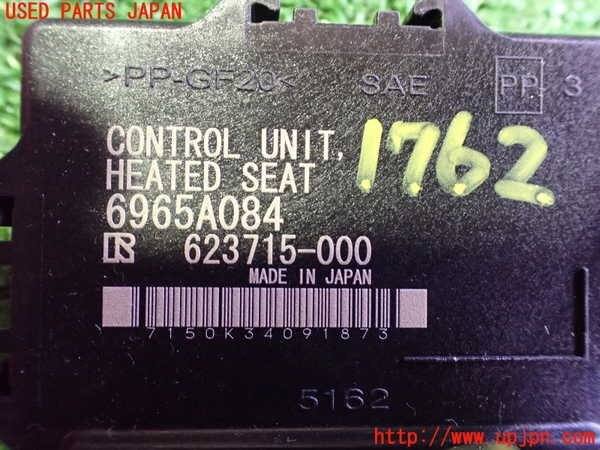 USED PARTS JAPAN
>PP-GF20< SAE PP 3
CONTROL UNIT,
HEATED SEAT
1762
6965A084
623715-000
MADE IN JAPAN
7150K34091873
5162
http://www.upjpn.com/